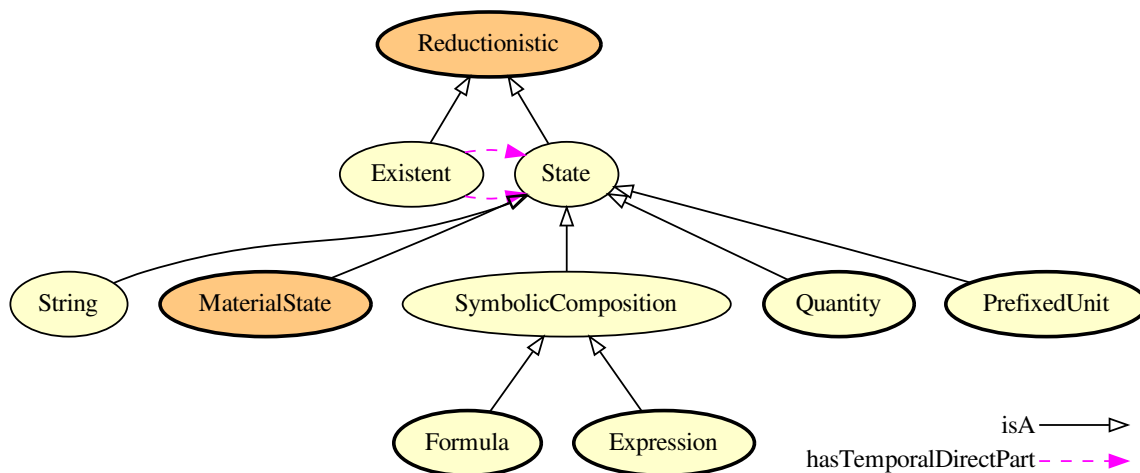 Reductionistic
Existent
State
String
MaterialState
SymbolicComposition
Quantity
PrefixedUnit
Formula
Expression
isA
hasTemporalDirectPart